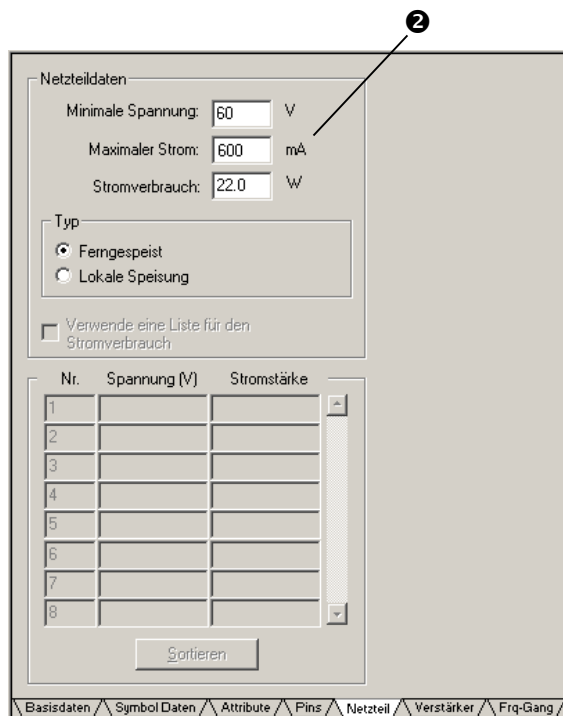 ❷
Netzteildaten
Minimale Spannung: 60 V
Maximaler Strom: 600 mA
Stromverbrauch: 22.0 W
Typ
Ferngespeist
Lokale Speisung
Verwende eine Liste für den
Stromverbrauch
Nr. Spannung (V) Stromstärke
1
2
3
4
5
6
7
8
Sortieren
Basisdaten Symbol Daten Attribute Pins Netzteil Verstärker Frq-Gang